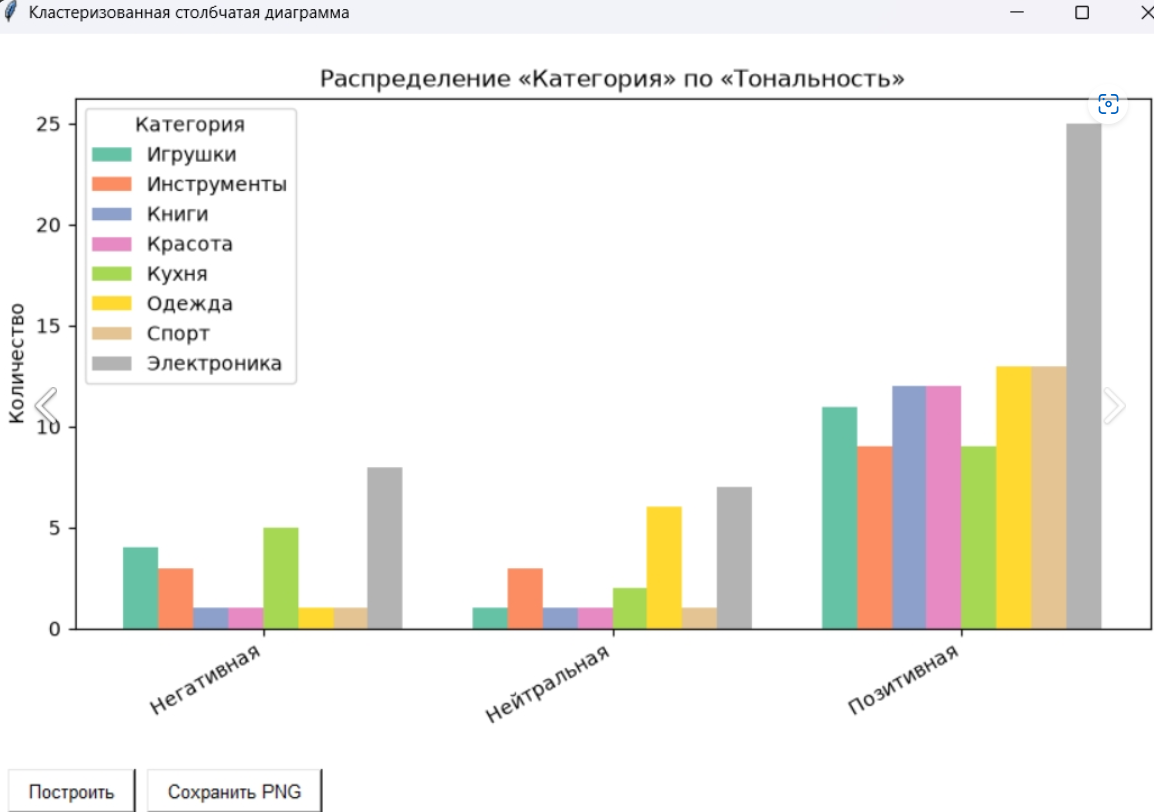 Кластеризованная столбчатая диаграмма
Распределение «Категория» по «Тональность»
Категория
Игрушки
Инструменты
Книги
Красота
Кухня
Одежда
Спорт
Электроника
Количество
25
20
15
10
5
0
Негативная
Нейтральная
Позитивная
Построить
Сохранить PNG